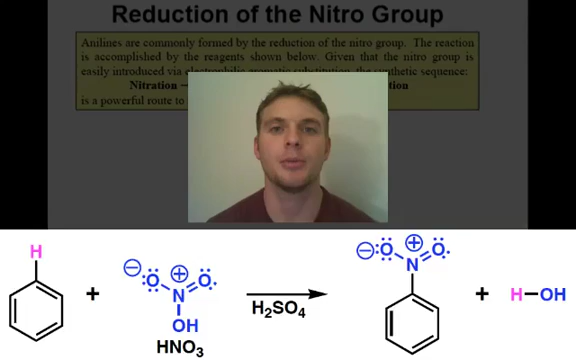 Reduction of the Nitro Group
Anilines are commonly formed by the reduction of the nitro group. The reaction
is accomplished by the reagents shown below. Given that the nitro group is
easily introduced via electrophilic aromatic substitution, the synthetic sequence:
Nitration
is a powerful route to
H
⊖ :Ö N ⊕ Ö:
OH
HNO3
+
H2SO4
⊖ :Ö N ⊕ Ö:
+
H-OH